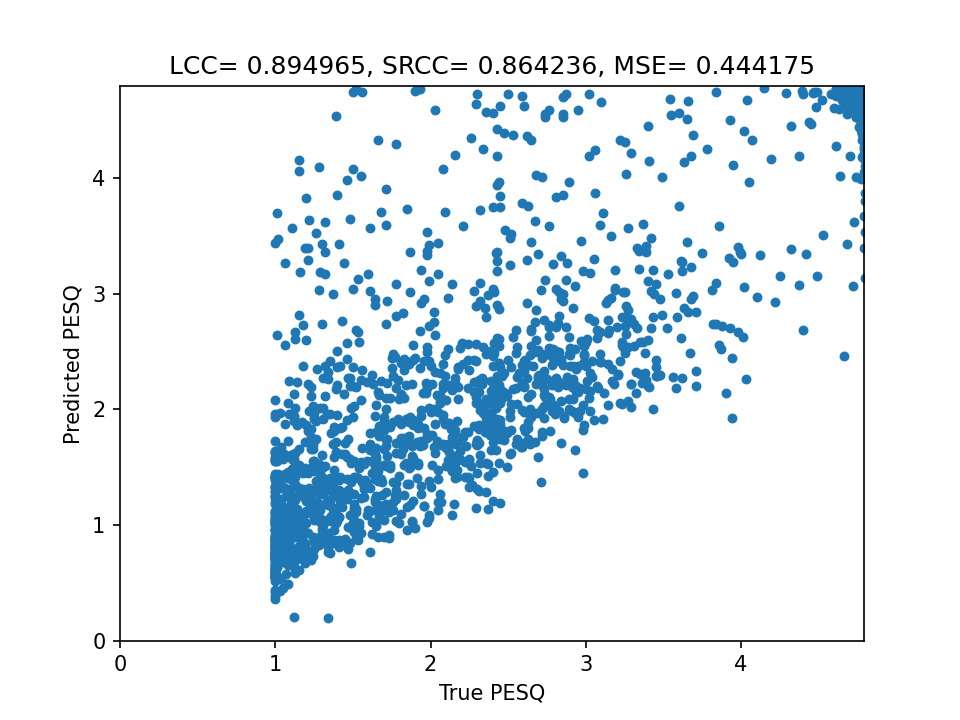 LCC= 0.894965, SRCC= 0.864236, MSE= 0.444175
Predicted PESQ
4
3
2
1
0
0 1 2 3 4
True PESQ